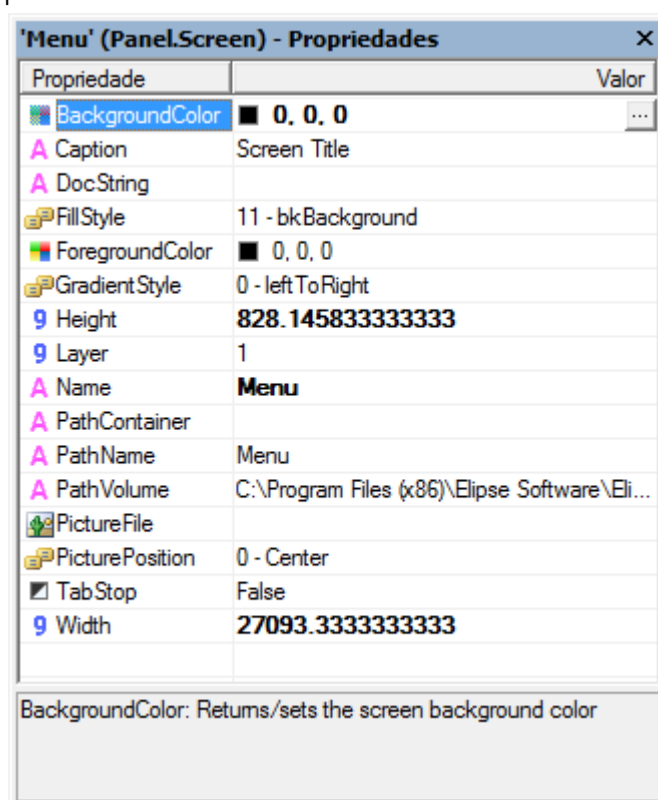 'Menu' (Panel.Screen) - Propriedades
Propriedade Valor
BackgroundColor 0, 0, 0 ...
Caption Screen Title
DocString
FillStyle 11 - bkBackground
ForegroundColor 0, 0, 0
GradientStyle 0 - leftToRight
Height 828.145833333333
Layer 1
Name Menu
PathContainer
PathName Menu
PathVolume C:\Program Files (x86)\Elipse Software\Eli...
PictureFile
PicturePosition 0 - Center
TabStop False
Width 27093.3333333333
BackgroundColor: Returns/sets the screen background color